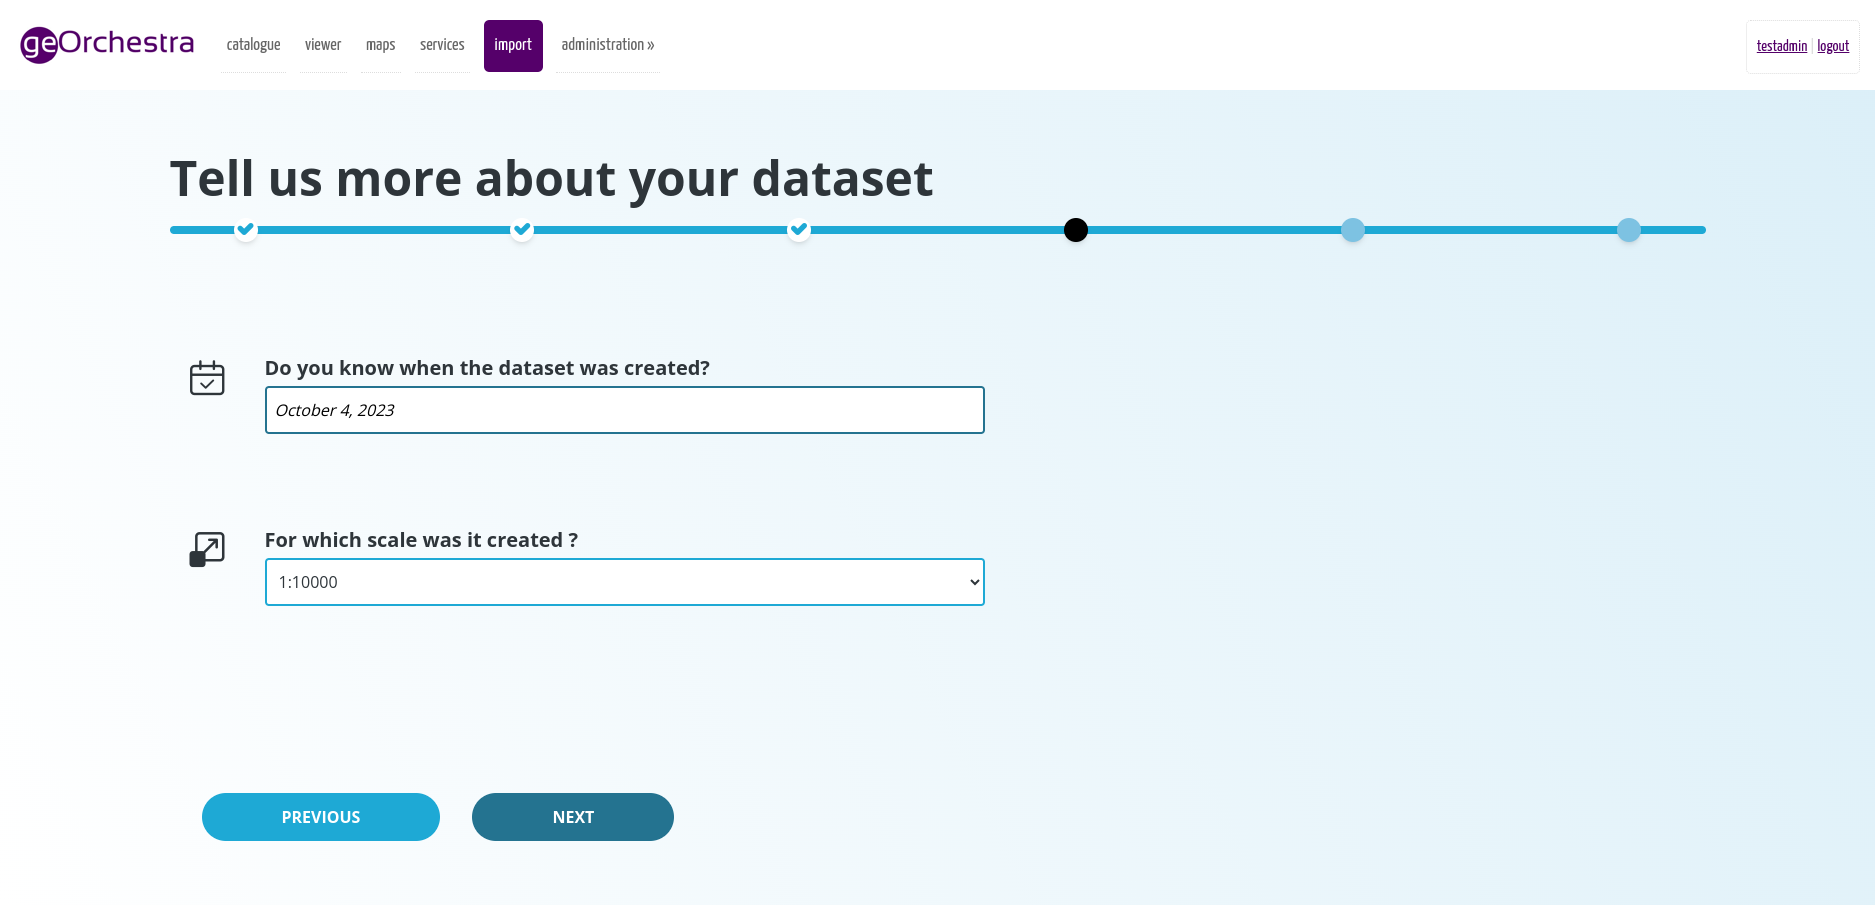 geOrchestra catalogue viewer maps services import administration » testadmin | logout
Tell us more about your dataset
Do you know when the dataset was created?
October 4, 2023
For which scale was it created ?
1:10000
PREVIOUS NEXT